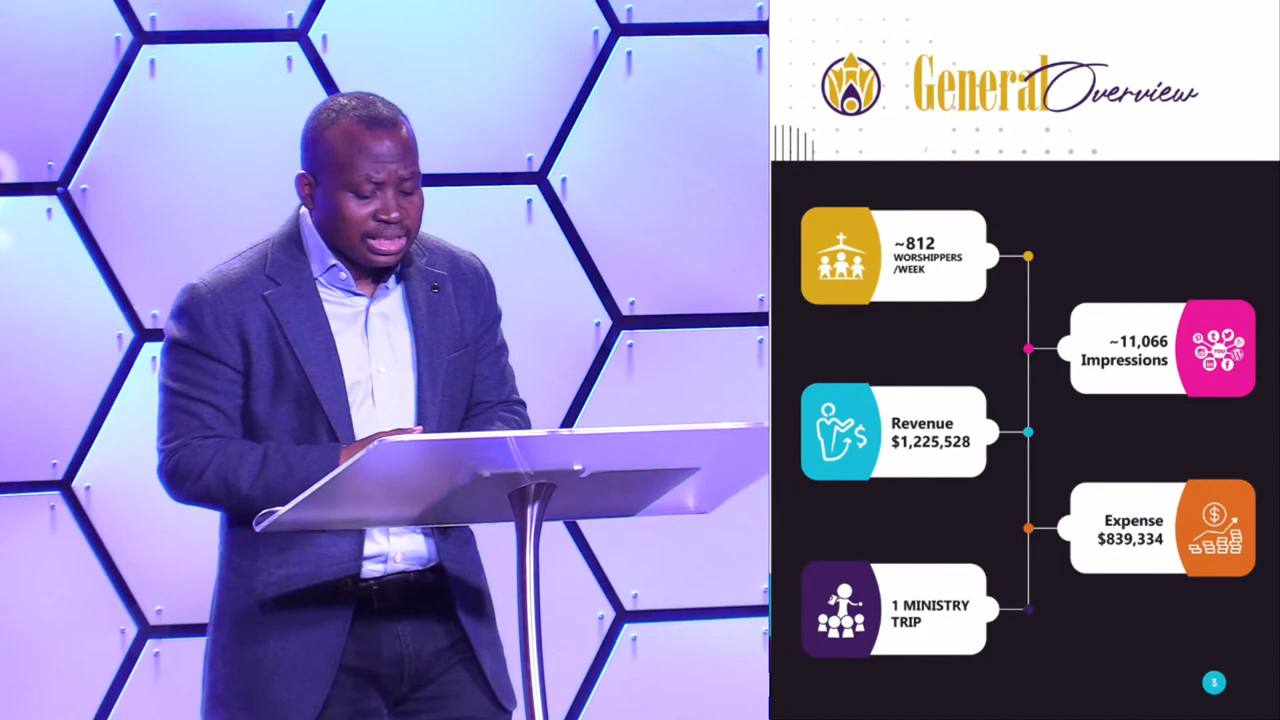 General Overview
~812
WORSHIPPERS
/WEEK
~11,066
Impressions
Revenue
$1,225,528
Expense
$839,334
1 MINISTRY
TRIP
3